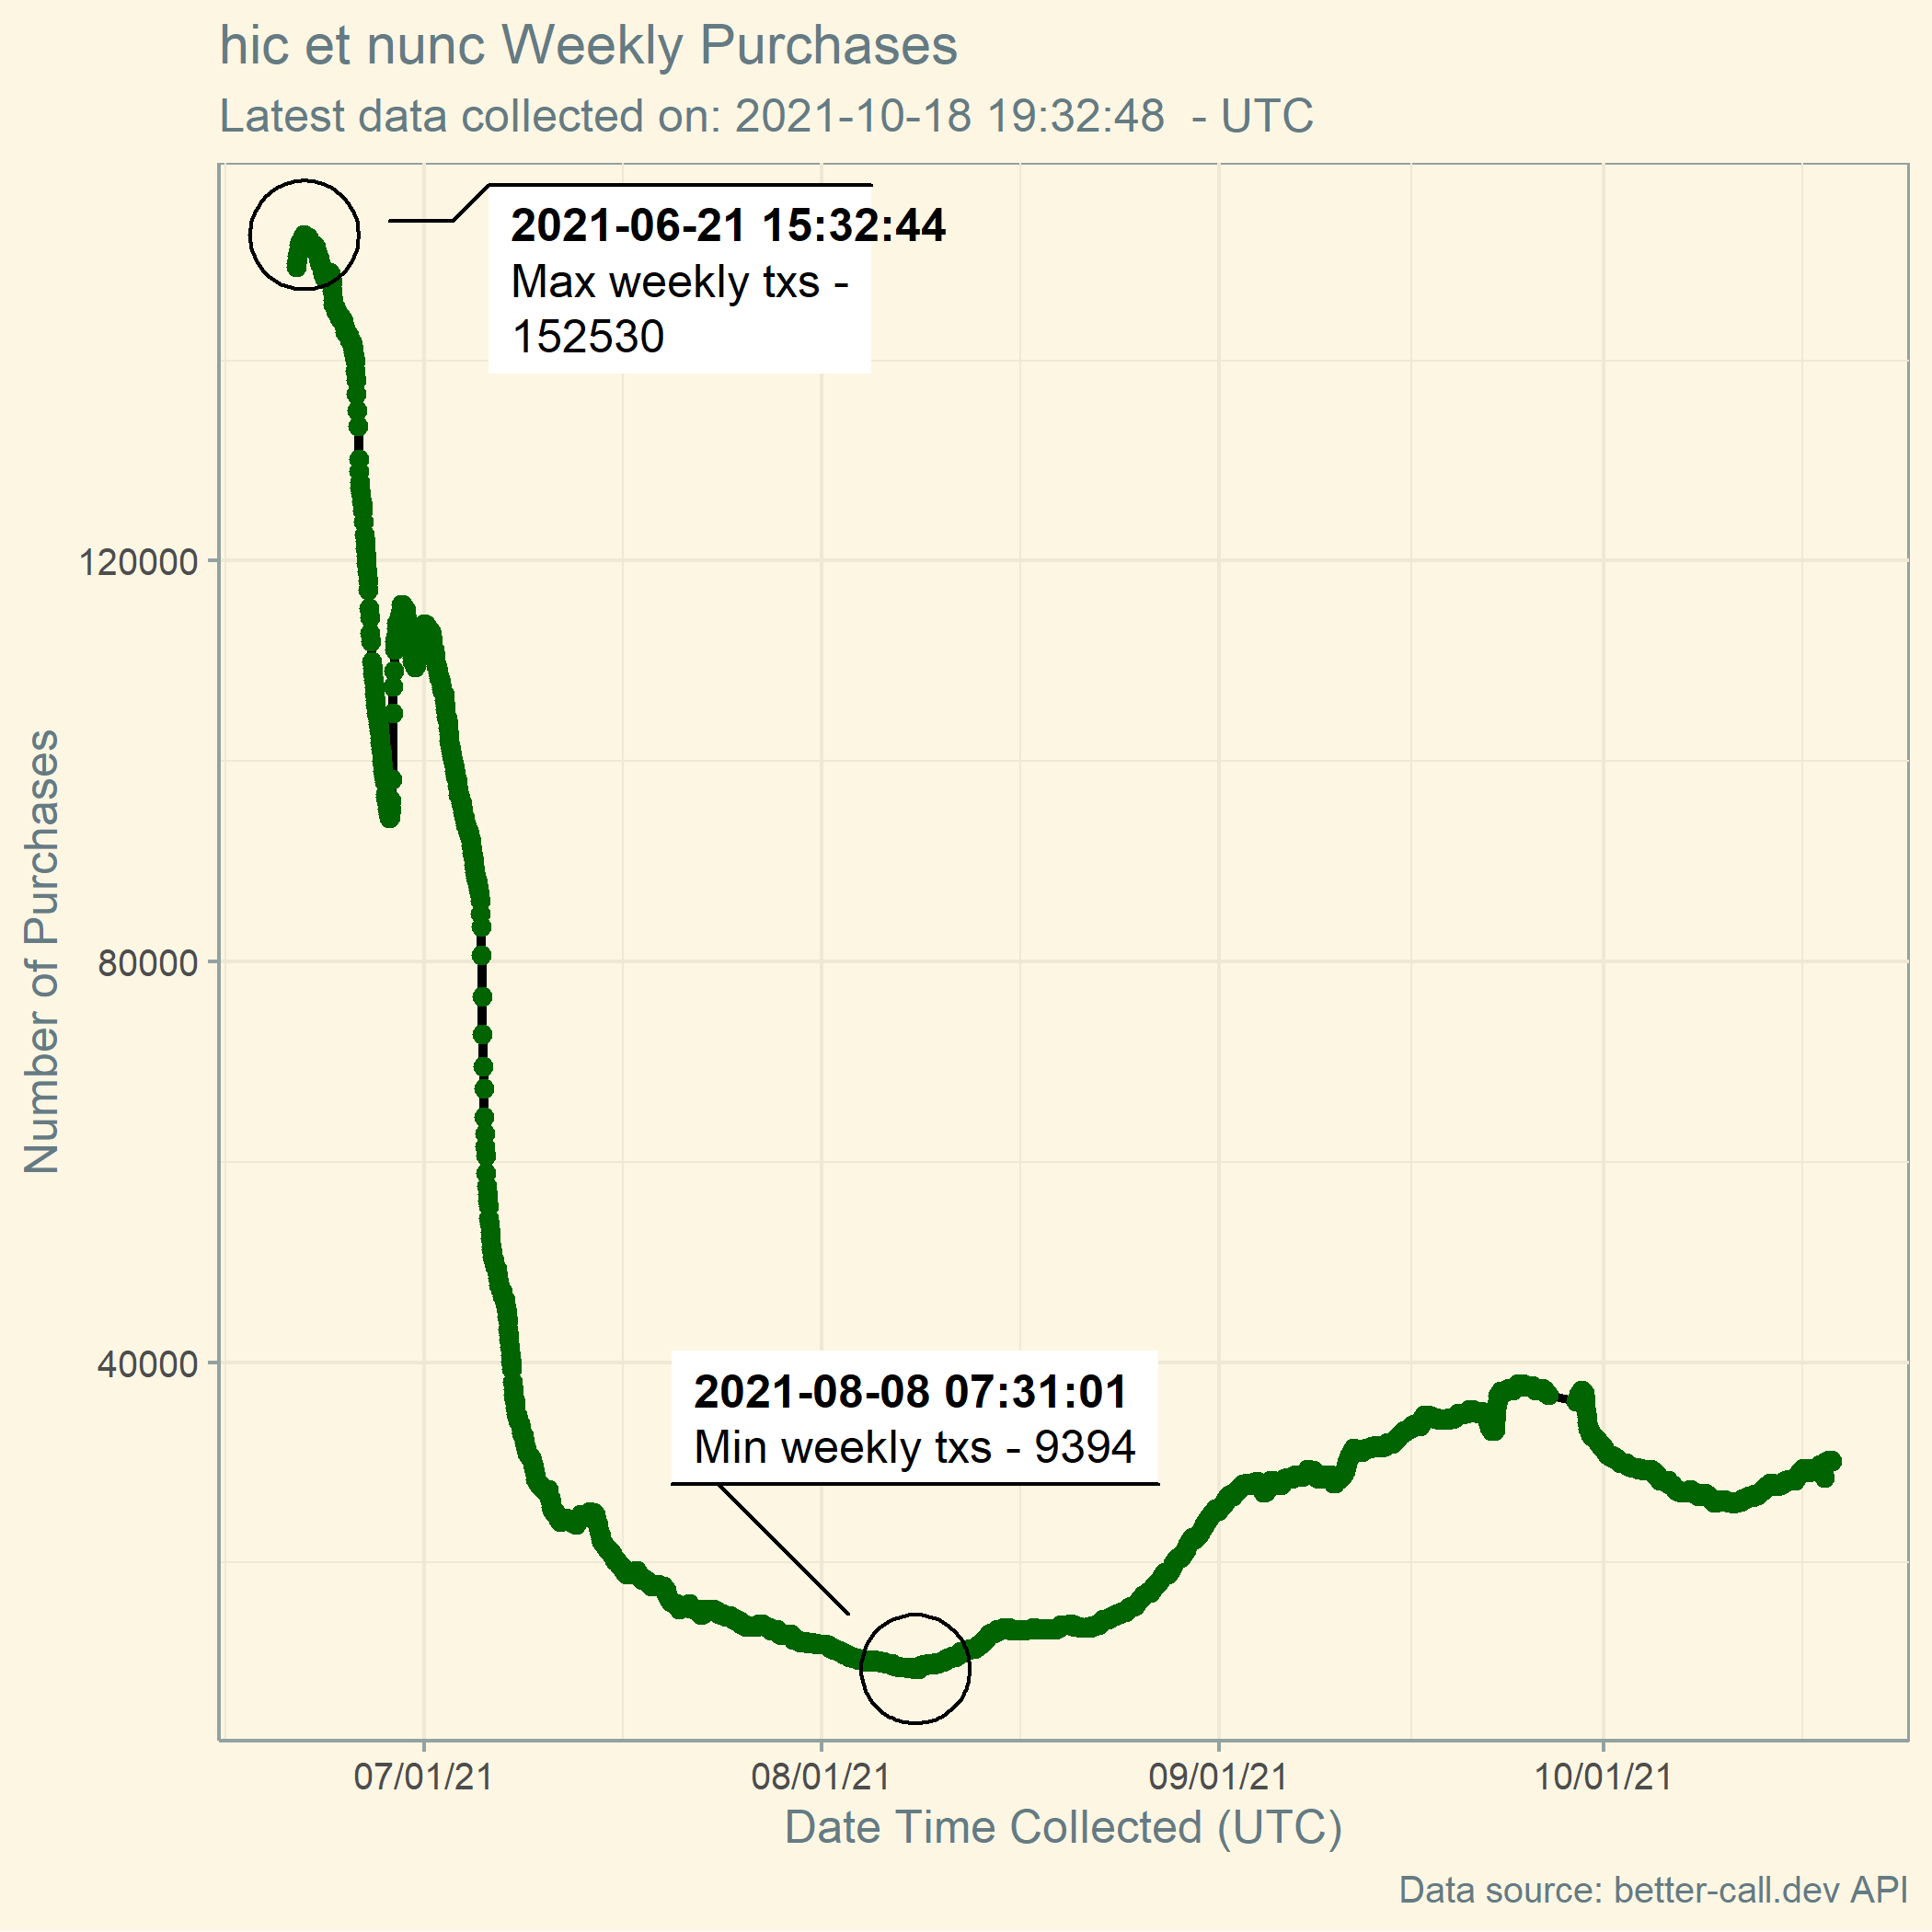 hic et nunc Weekly Purchases
Latest data collected on: 2021-10-18 19:32:48  - UTC
2021-06-21 15:32:44
Max weekly txs -
152530
120000
80000
40000
Number of Purchases
2021-08-08 07:31:01
Min weekly txs - 9394
07/01/21 08/01/21 09/01/21 10/01/21
Date Time Collected (UTC)
Data source: better-call.dev API